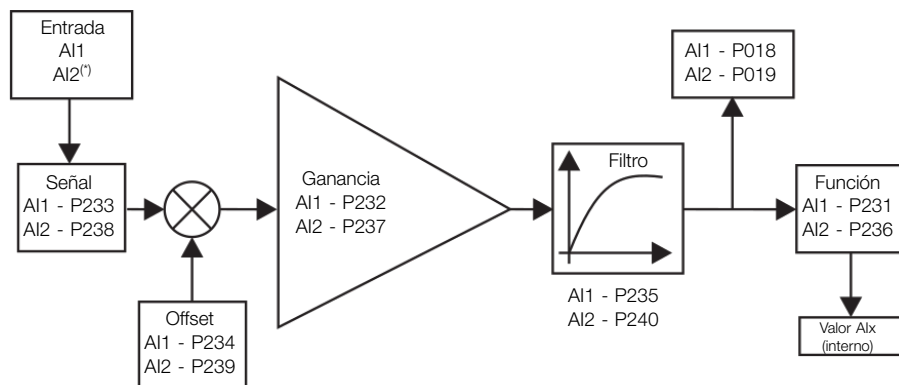 Entrada
AI1
AI2(*)
Señal
AI1 - P233
AI2 - P238
Offset
AI1 - P234
AI2 - P239
Ganancia
AI1 - P232
AI2 - P237
Filtro
AI1 - P235
AI2 - P240
AI1 - P018
AI2 - P019
Función
AI1 - P231
AI2 - P236
Valor AIx
(interno)